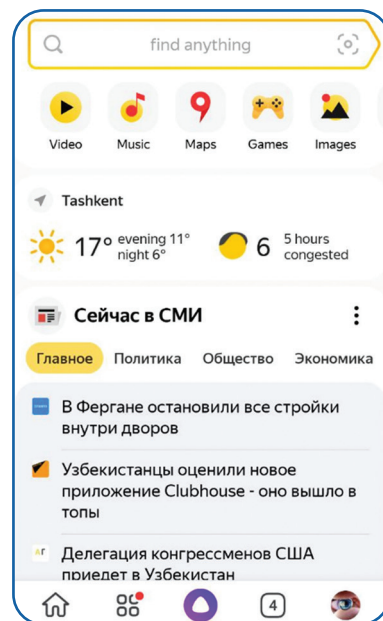 find anything
Video Music Maps Games Images
Tashkent
17° evening 11° night 6° 6 5 hours congested
Сейчас в СМИ
Главное Политика Общество Экономика
В Фергане остановили все стройки
внутри дворов
Узбекистанцы оценили новое
приложение Clubhouse - оно вышло в
топы
АГ
Делегация конгрессменов США
приедет в Узбекистан
4